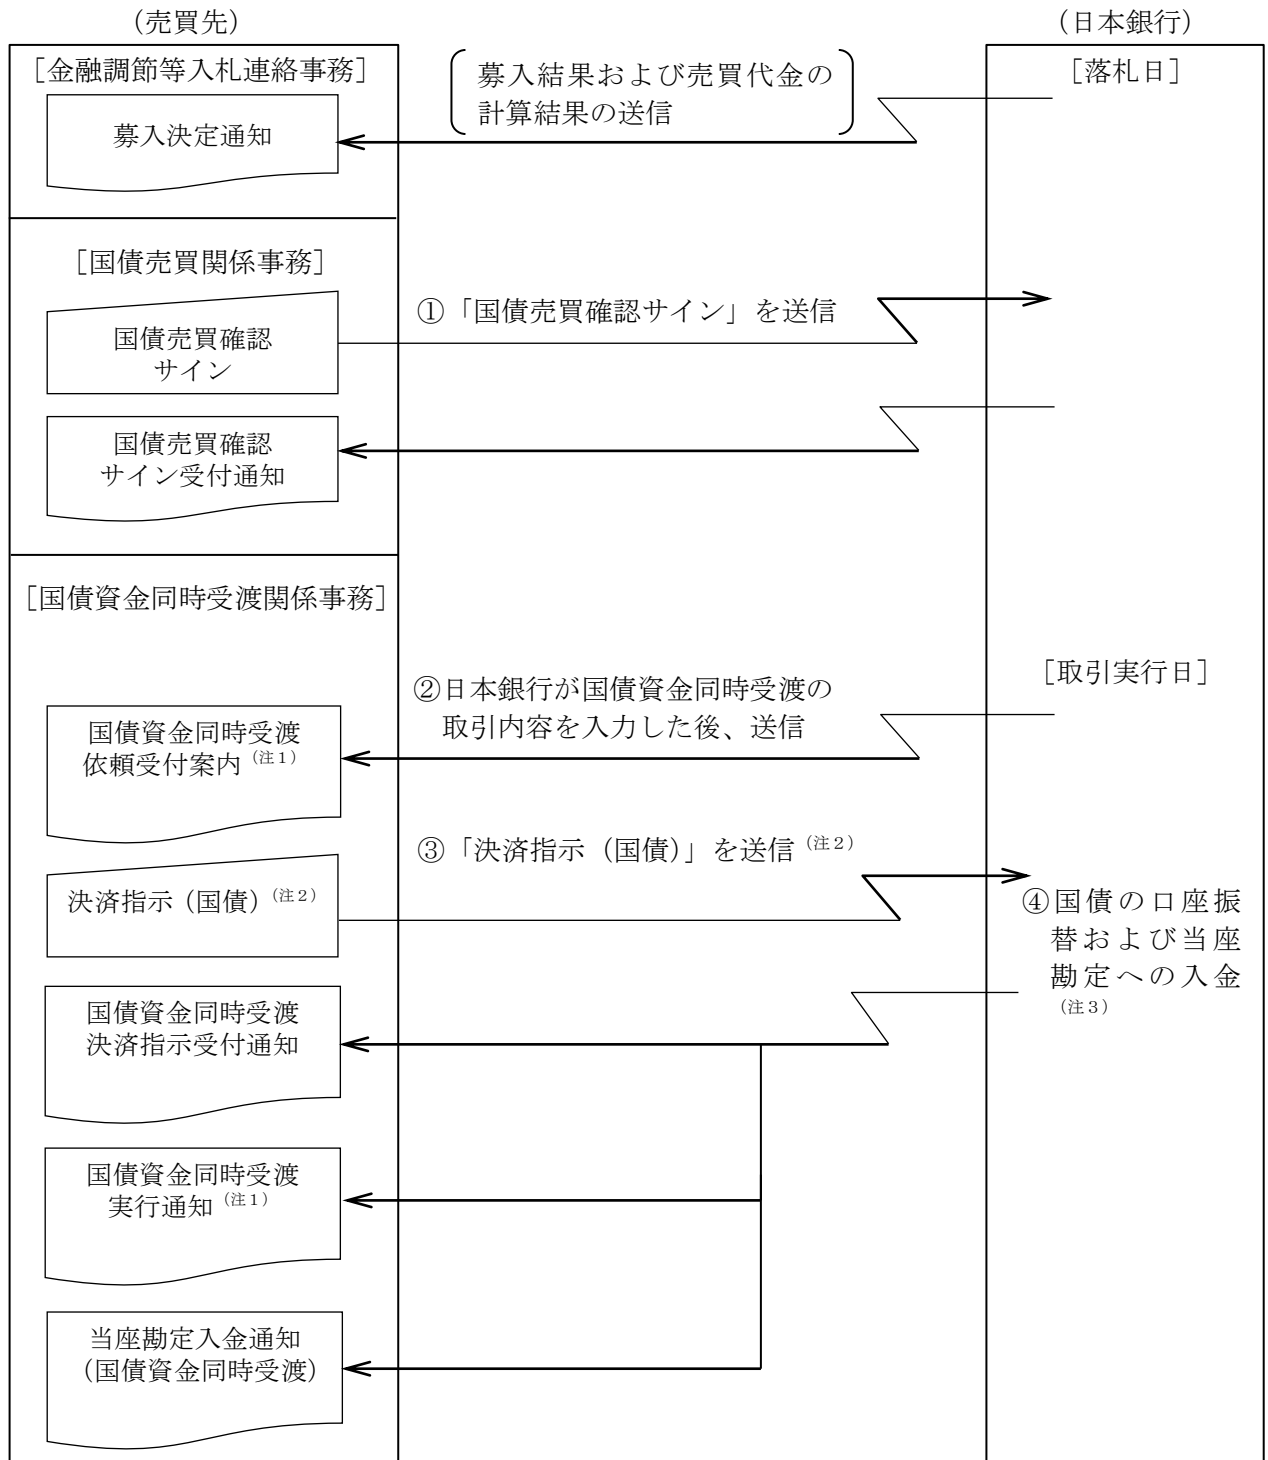 (売買先)
(日本銀行)
[金融調節等入札連絡事務]
募入結果および売買代金の
計算結果の送信
[落札日]
募入決定通知
[国債売買関係事務]
①「国債売買確認サイン」を送信
国債売買確認
サイン
国債売買確認
サイン受付通知
[国債資金同時受渡関係事務]
[取引実行日]
②日本銀行が国債資金同時受渡の
取引内容を入力した後、送信
国債資金同時受渡
依頼受付案内(注1)
③「決済指示(国債)」を送信(注2)
決済指示(国債)(注2)
④国債の口座振
替および当座
勘定への入金
(注3)
国債資金同時受渡
決済指示受付通知
国債資金同時受渡
実行通知(注1)
当座勘定入金通知
(国債資金同時受渡)